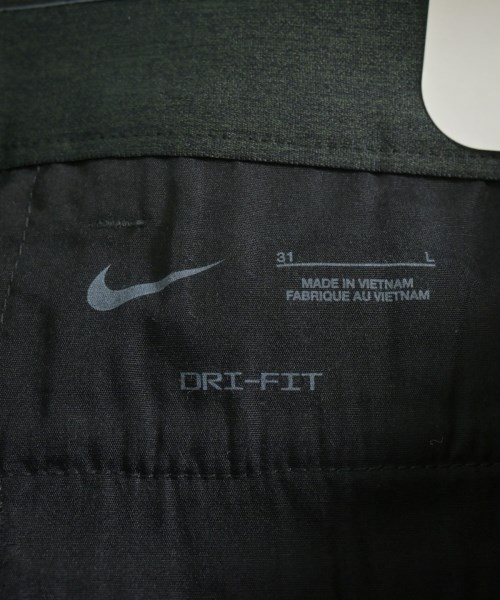 31 L
MADE IN VIETNAM
FABRIQUE AU VIETNAM
DRI-FIT